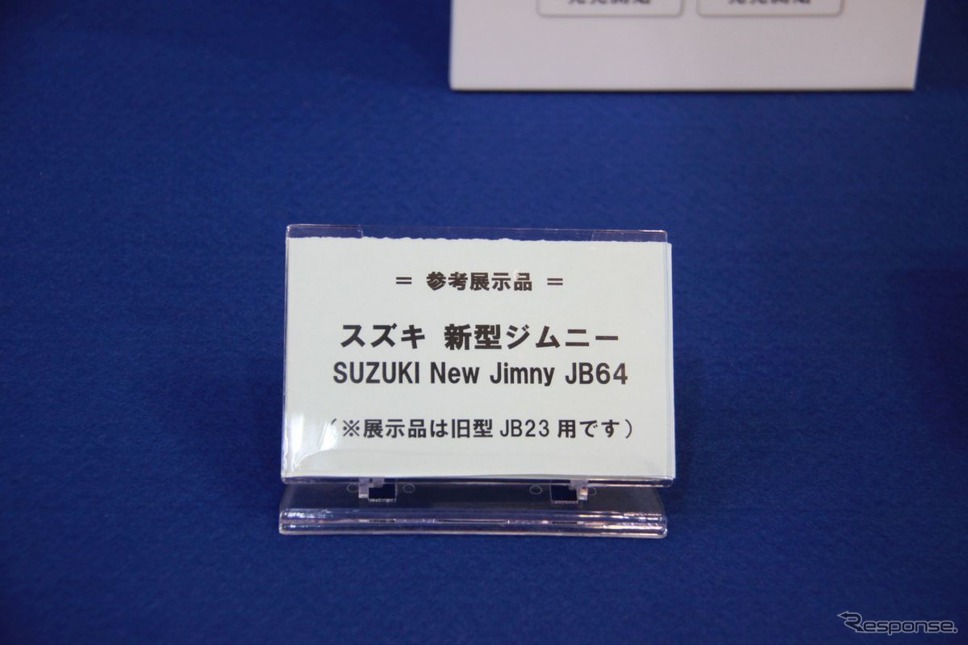 ＝ 参考展示品 ＝
スズキ 新型ジムニー
SUZUKI New Jimny JB64
（※展示品は旧型 JB23 用です）
Response.